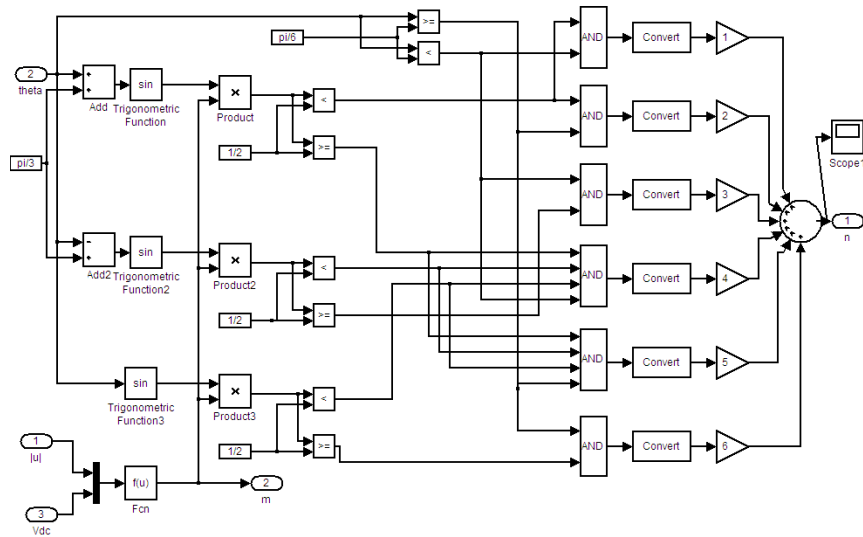 pi/6
>=
<
AND
Convert
1
2
theta
+
+
Add
sin
Trigonometric
Function
×
Product
<
1/2
>=
AND
Convert
2
Scope1
pi/3
AND
Convert
3
1
n
-
+
Add2
sin
Trigonometric
Function2
×
Product2
<
1/2
>=
AND
Convert
4
sin
Trigonometric
Function3
×
Product3
<
1/2
>=
AND
Convert
5
AND
Convert
6
1
|u|
3
Vdc
f(u)
Fcn
2
m